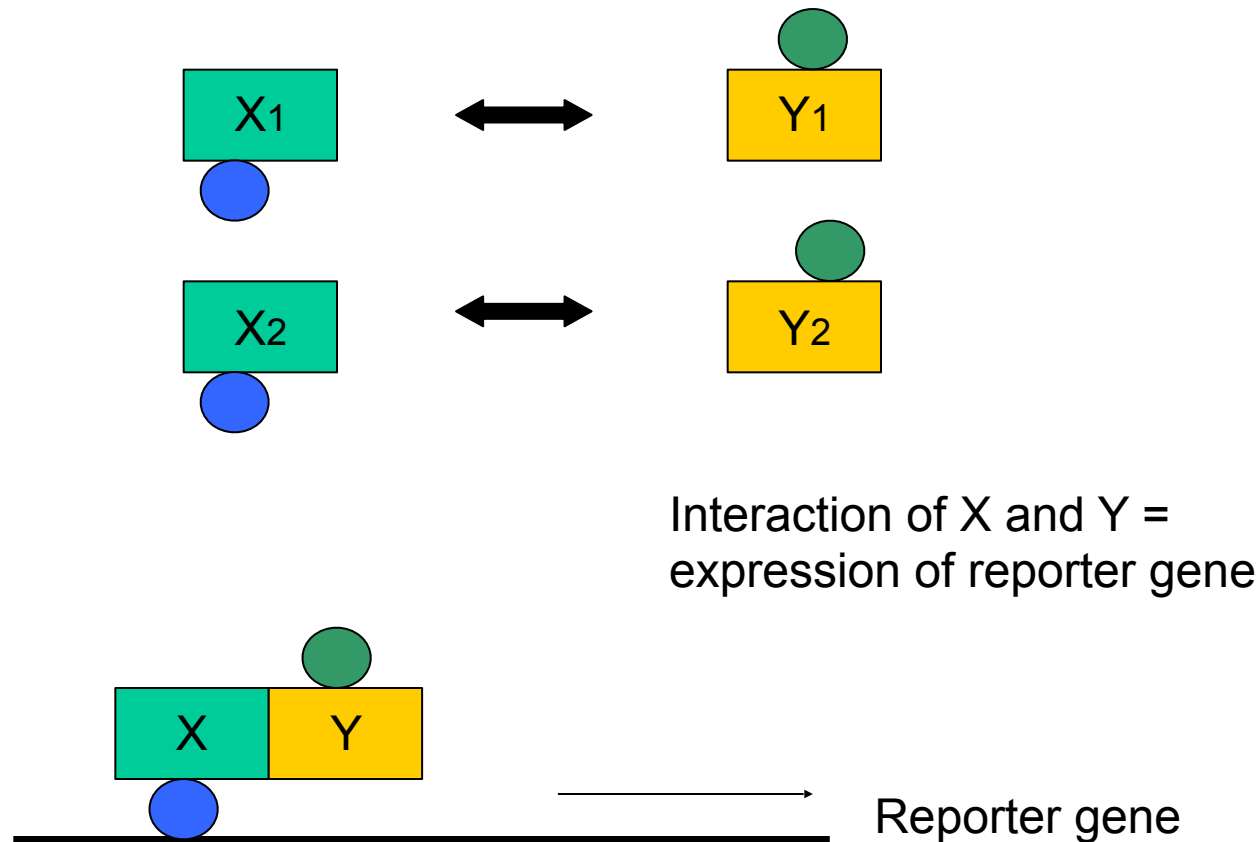 X1
Y1
X2
Y2
Interaction of X and Y =
expression of reporter gene
X
Y
Reporter gene